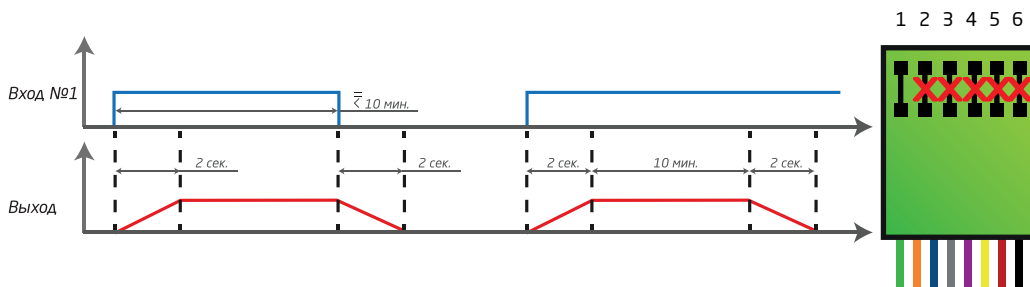 1 2 3 4 5 6
Вход №1
≤ 10 мин.
2 сек. 2 сек. 2 сек. 10 мин. 2 сек.
Выход